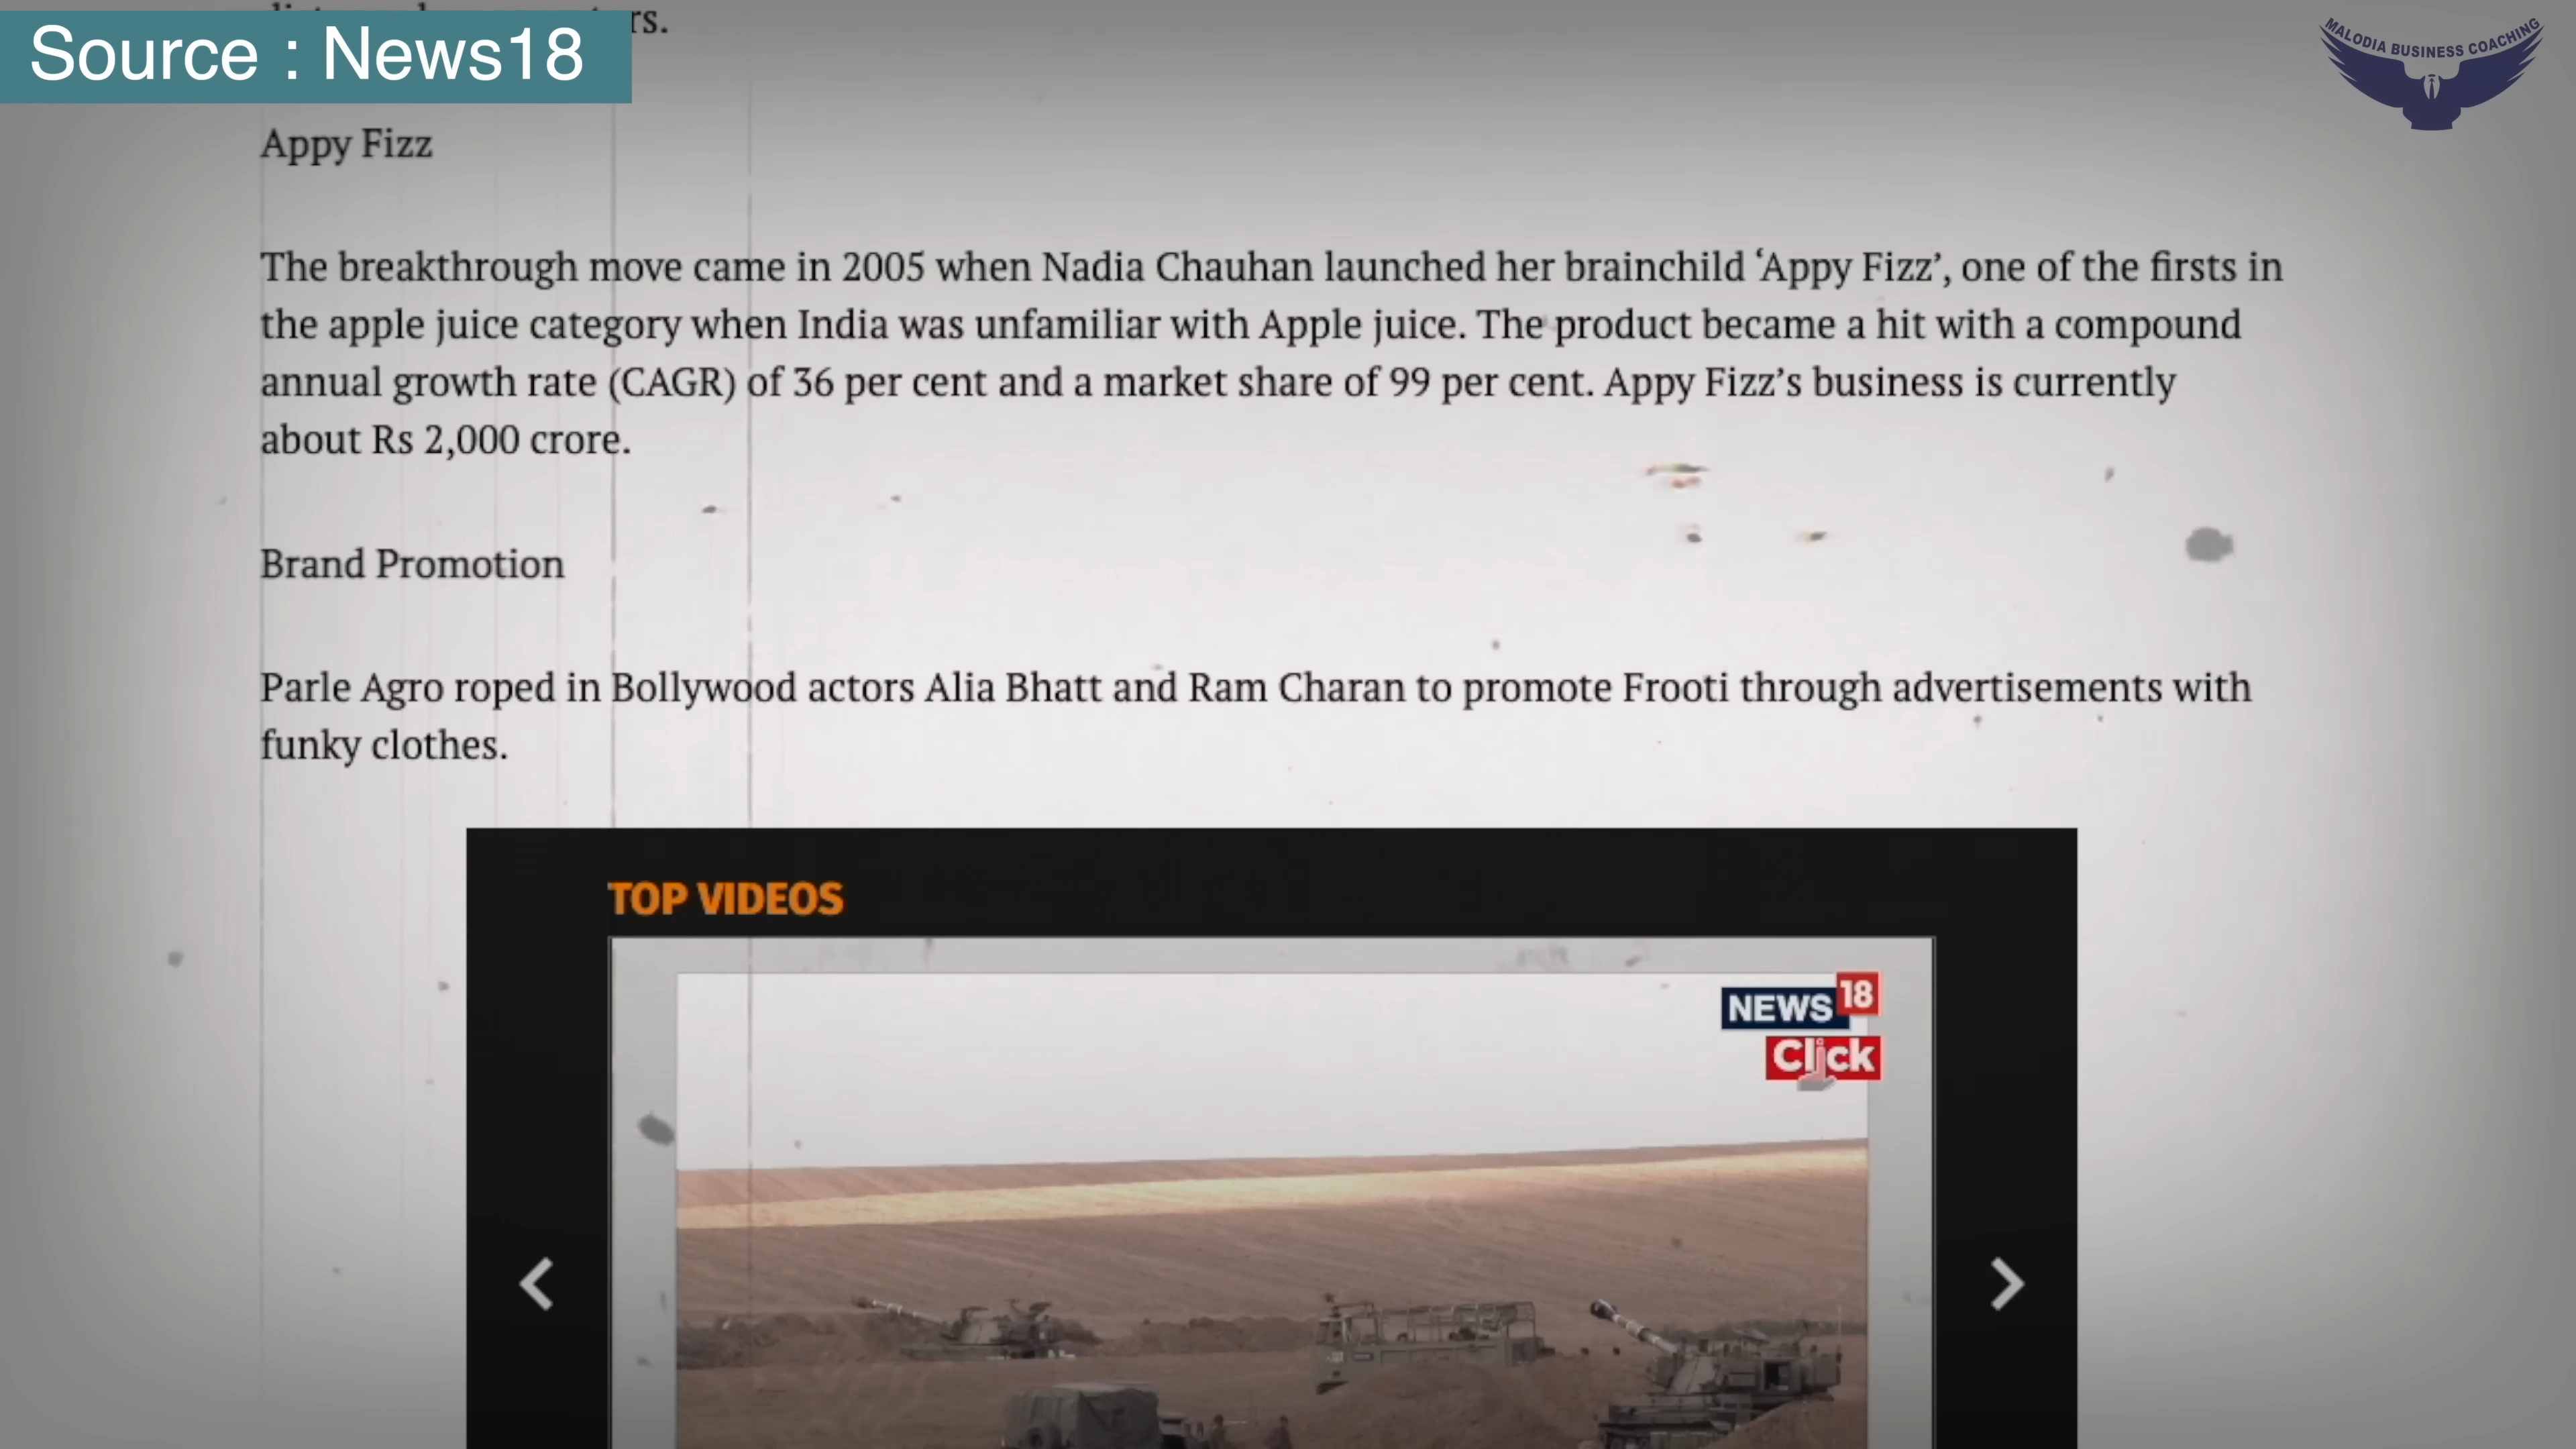 Source : News18
MALODIA BUSINESS COACHING
Appy Fizz
The breakthrough move came in 2005 when Nadia Chauhan launched her brainchild ‘Appy Fizz’, one of the firsts in
the apple juice category when India was unfamiliar with Apple juice. The product became a hit with a compound
annual growth rate (CAGR) of 36 per cent and a market share of 99 per cent. Appy Fizz’s business is currently
about Rs 2,000 crore.
Brand Promotion
Parle Agro roped in Bollywood actors Alia Bhatt and Ram Charan to promote Frooti through advertisements with
funky clothes.
TOP VIDEOS
NEWS 18
Click